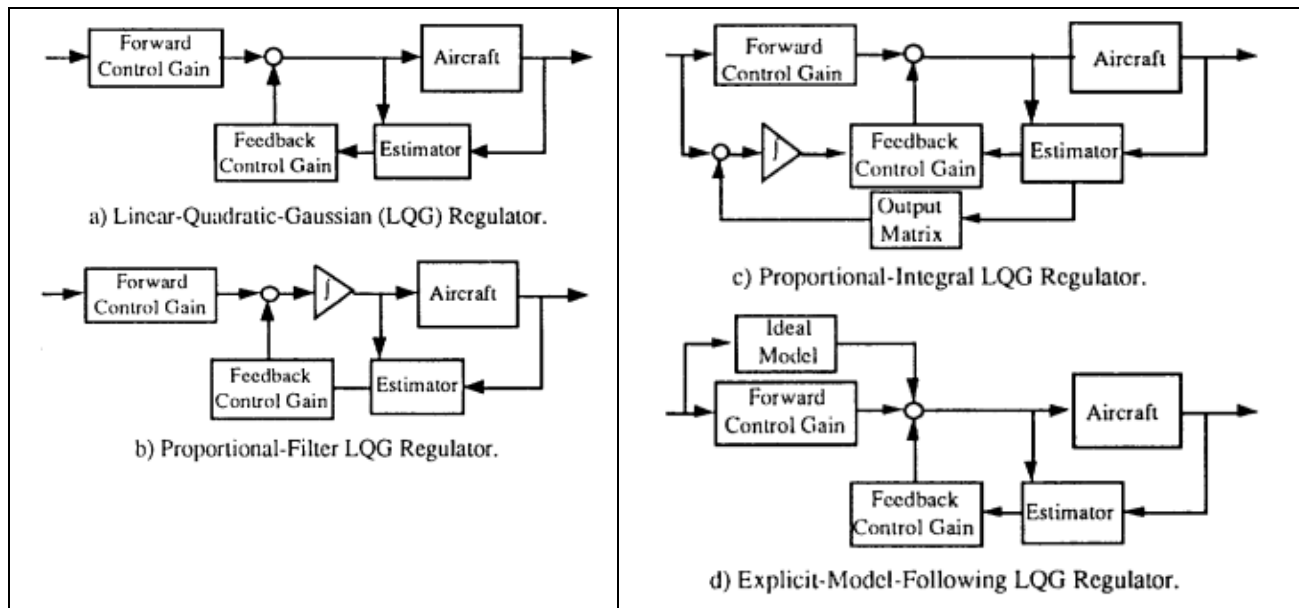 Forward
Control Gain
Aircraft
Feedback
Control Gain
Estimator
a) Linear-Quadratic-Gaussian (LQG) Regulator.
Forward
Control Gain
∫
Aircraft
Feedback
Control Gain
Estimator
b) Proportional-Filter LQG Regulator.
Forward
Control Gain
Aircraft
∫
Feedback
Control Gain
Estimator
Output
Matrix
c) Proportional-Integral LQG Regulator.
Ideal
Model
Forward
Control Gain
Aircraft
Feedback
Control Gain
Estimator
d) Explicit-Model-Following LQG Regulator.